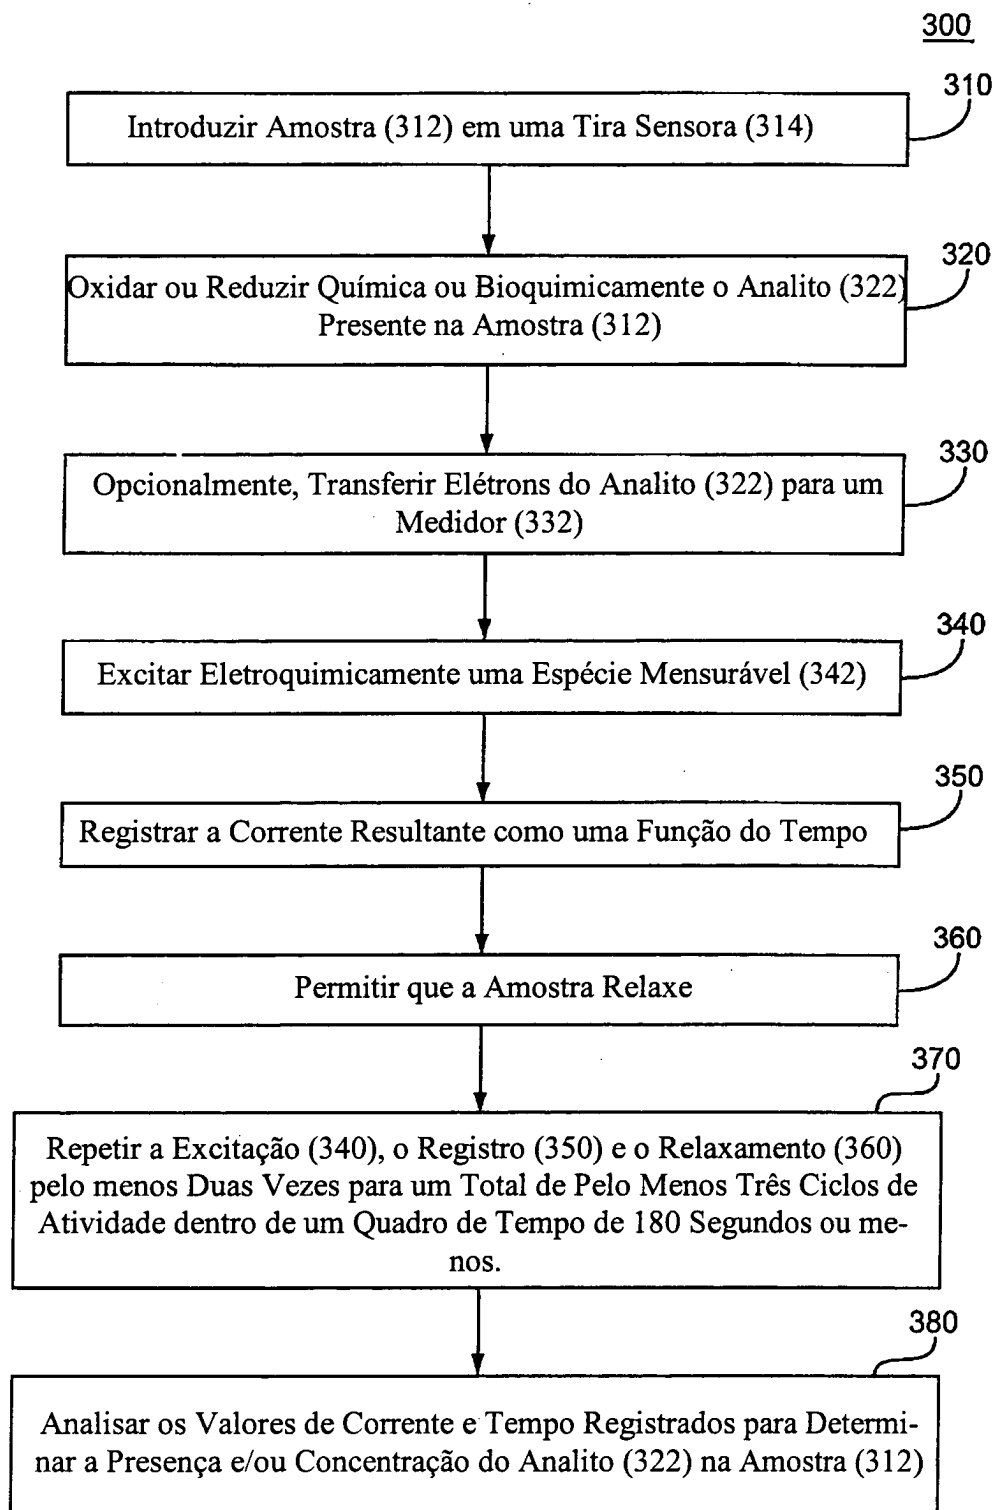 300
310
Introduzir Amostra (312) em uma Tira Sensora (314)
320
Oxidar ou Reduzir Química ou Bioquimicamente o Analito (322)
Presente na Amostra (312)
330
Opcionalmente, Transferir Elétrons do Analito (322) para um
Medidor (332)
340
Excitar Eletroquimicamente uma Espécie Mensurável (342)
350
Registrar a Corrente Resultante como uma Função do Tempo
360
Permitir que a Amostra Relaxe
370
Repetir a Excitação (340), o Registro (350) e o Relaxamento (360)
pelo menos Duas Vezes para um Total de Pelo Menos Três Ciclos de
Atividade dentro de um Quadro de Tempo de 180 Segundos ou me-
nos.
380
Analisar os Valores de Corrente e Tempo Registrados para Determi-
nar a Presença e/ou Concentração do Analito (322) na Amostra (312)